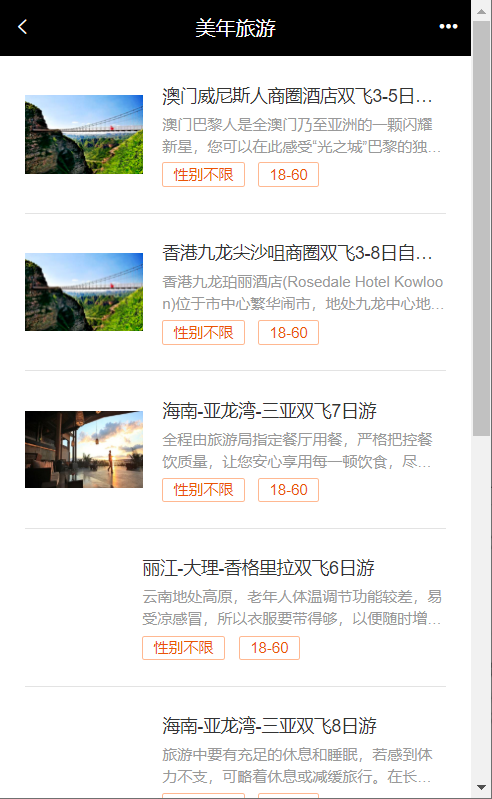 美年旅游
澳门威尼斯人商圈酒店双飞3-5日…
澳门巴黎人是全澳门乃至亚洲的一颗闪耀
新星，您可以在此感受“光之城”巴黎的独…
性别不限 18-60
香港九龙尖沙咀商圈双飞3-8日自…
香港九龙珀丽酒店(Rosedale Hotel Kowloo
n)位于市中心繁华闹市，地处九龙中心地…
性别不限 18-60
海南-亚龙湾-三亚双飞7日游
全程由旅游局指定餐厅用餐，严格把控餐
饮质量，让您安心享用每一顿饮食，尽…
性别不限 18-60
丽江-大理-香格里拉双飞6日游
云南地处高原，老年人体温调节功能较差，易
受凉感冒，所以衣服要带得够，以便随时增…
性别不限 18-60
海南-亚龙湾-三亚双飞8日游
旅游中要有充足的休息和睡眠，若感到体
力不支，可略着休息或减缓旅行。在长…